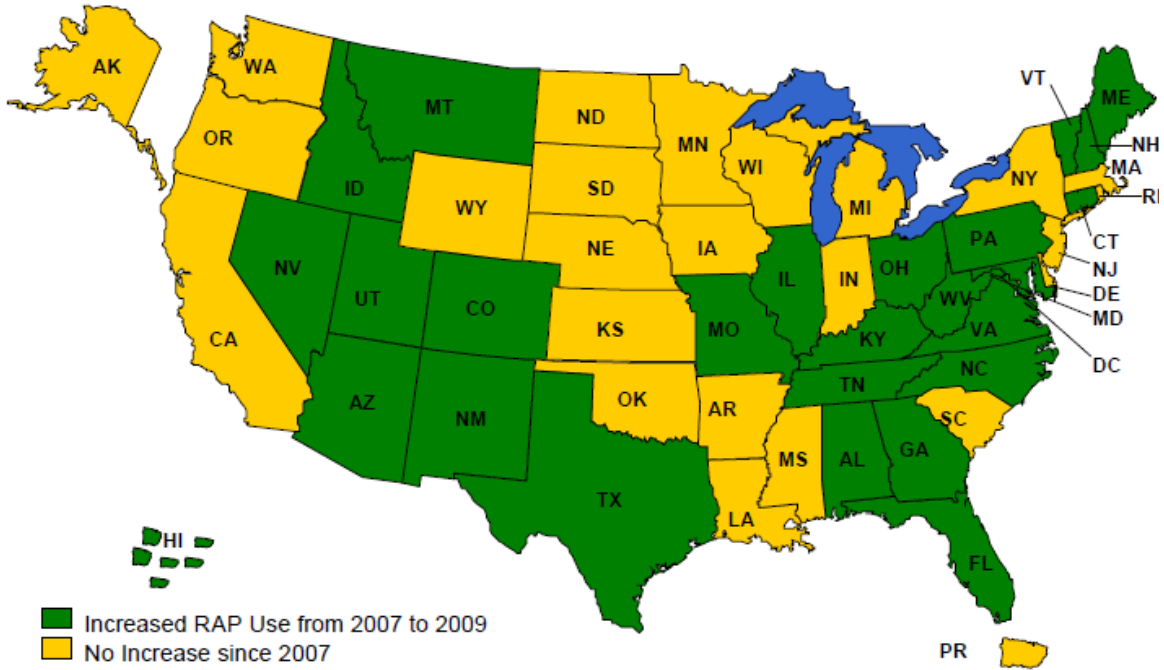 AK
WA
MT
ND
MN
VT
ME
OR
ID
WY
SD
WI
MI
NY
NH
MA
RI
NV
UT
CO
NE
IA
IL
IN
OH
PA
CT
NJ
DE
MD
DC
CA
KS
MO
KY
WV
VA
AZ
NM
OK
AR
TN
NC
SC
TX
LA
MS
AL
GA
FL
HI
PR
Increased RAP Use from 2007 to 2009
No Increase since 2007